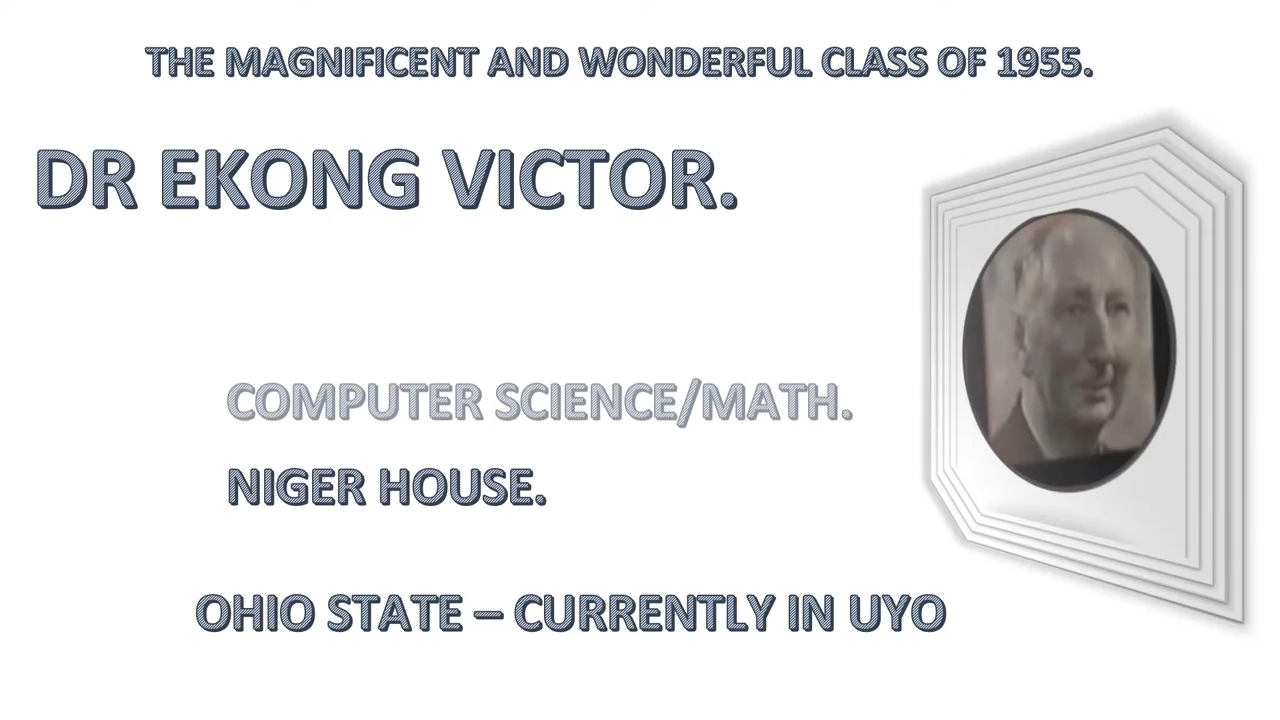 THE MAGNIFICENT AND WONDERFUL CLASS OF 1955.
DR EKONG VICTOR.
COMPUTER SCIENCE/MATH.
NIGER HOUSE.
OHIO STATE – CURRENTLY IN UYO